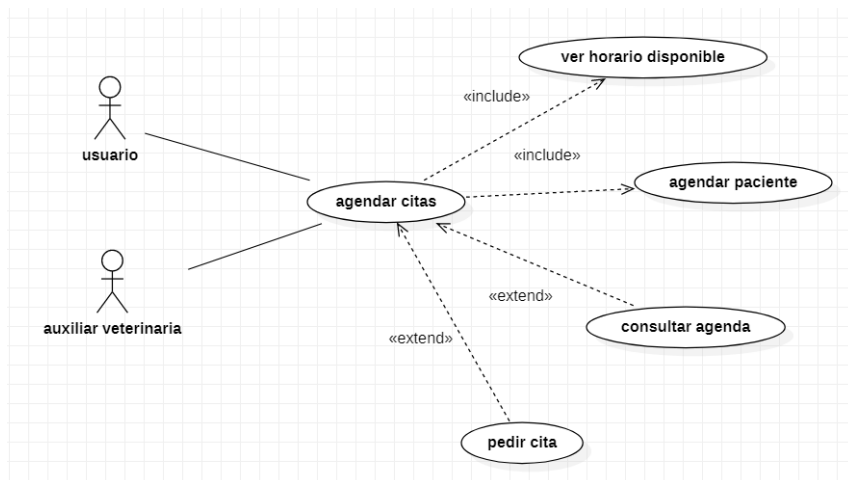 ver horario disponible
«include»
«include»
usuario
agendar paciente
agendar citas
«extend»
auxiliar veterinaria
consultar agenda
«extend»
pedir cita